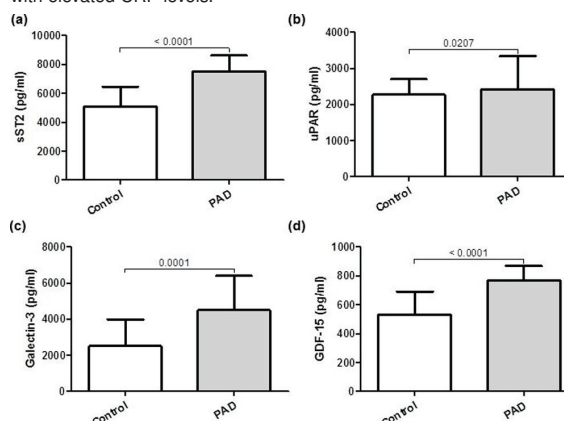 with elevated CRP levels.
(a)
sST2 (pg/ml)
10000
8000
6000
4000
2000
0
< 0.0001
Control
PAD
(b)
uPAR (pg/ml)
4000
3000
2000
1000
0
0.0207
Control
PAD
(c)
Galectin-3 (pg/ml)
8000
6000
4000
2000
0
0.0001
Control
PAD
(d)
GDF-15 (pg/ml)
1000
800
600
400
200
0
< 0.0001
Control
PAD